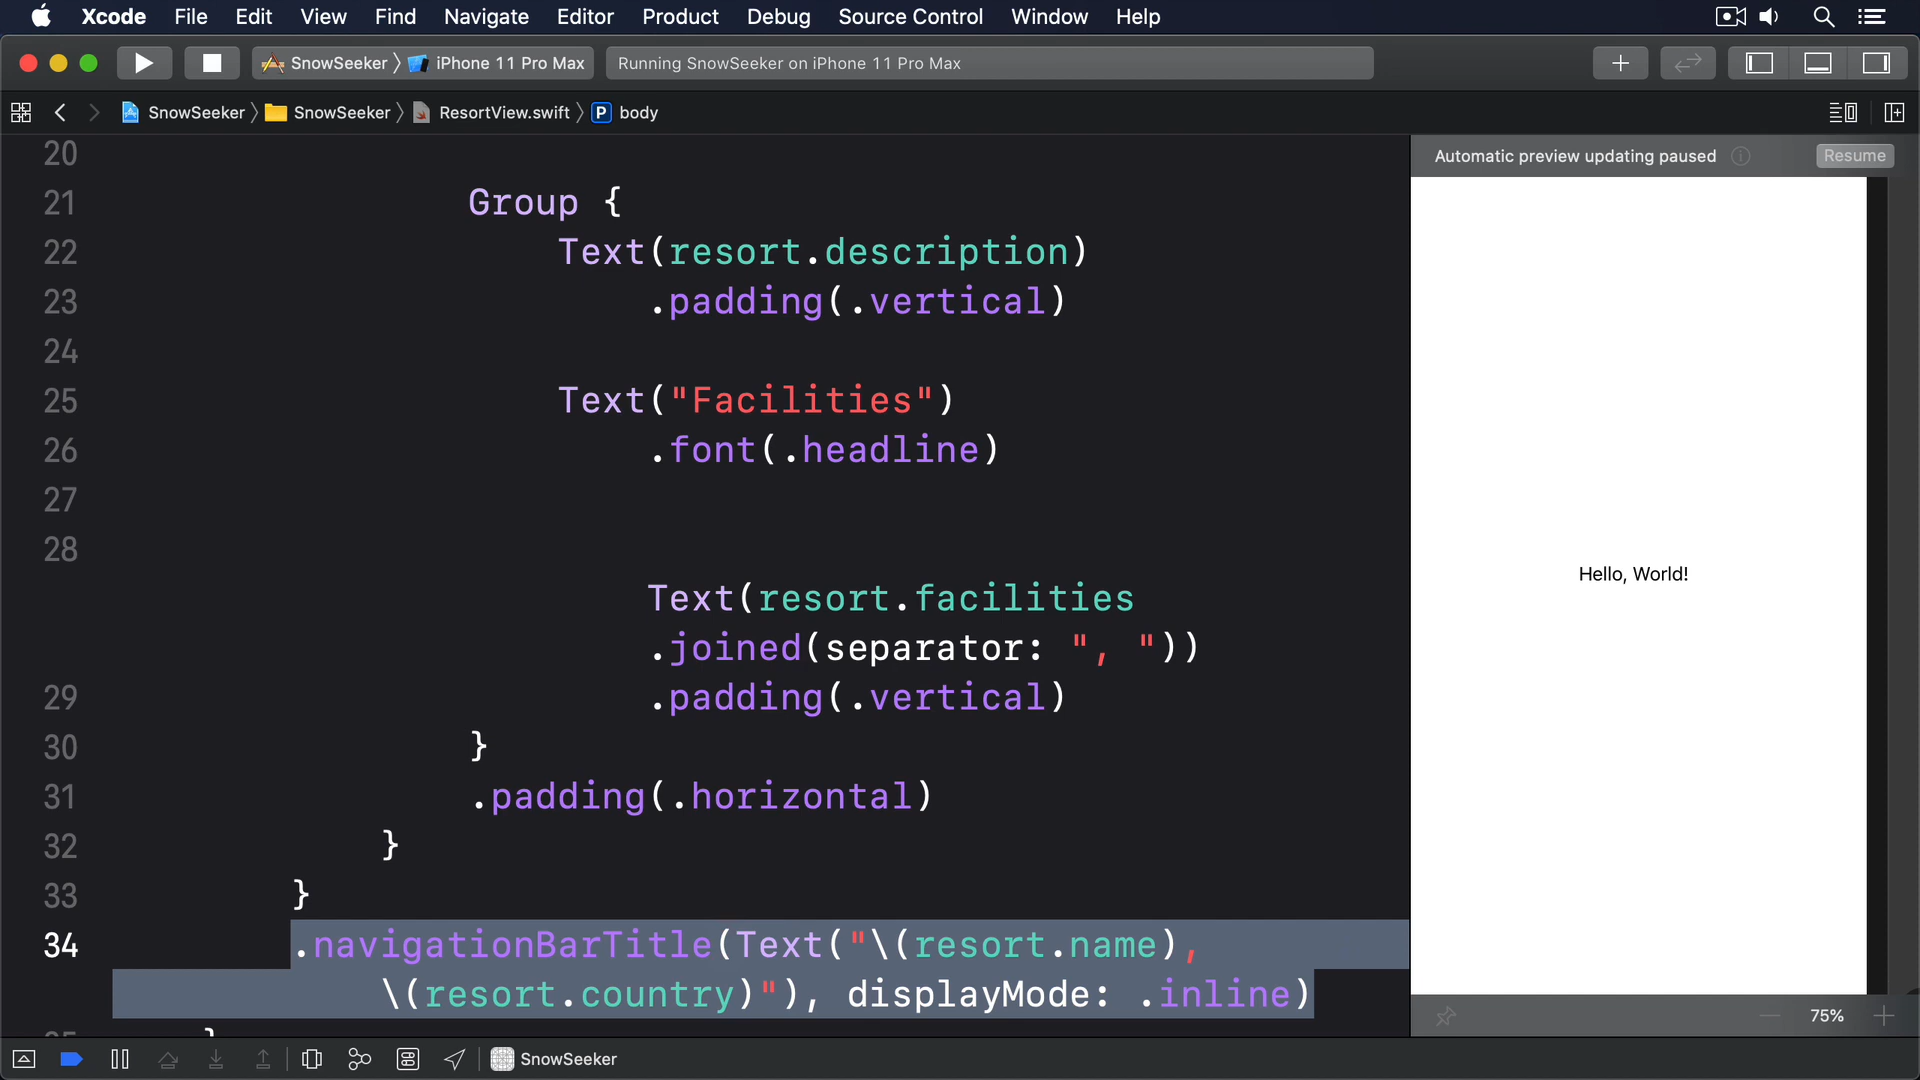 Xcode File Edit View Find Navigate Editor Product Debug Source Control Window Help
SnowSeeker iPhone 11 Pro Max Running SnowSeeker on iPhone 11 Pro Max
SnowSeeker SnowSeeker ResortView.swift P body
Automatic preview updating paused Resume
20
21 Group {
22 Text(resort.description)
23 .padding(.vertical)
24
25 Text("Facilities")
26 .font(.headline)
27
28
Text(resort.facilities
.joined(separator: ", "))
29 .padding(.vertical)
30 }
31 .padding(.horizontal)
32 }
33 }
34 .navigationBarTitle(Text("\(resort.name),
\(resort.country)"), displayMode: .inline)
Hello, World!
75%
SnowSeeker